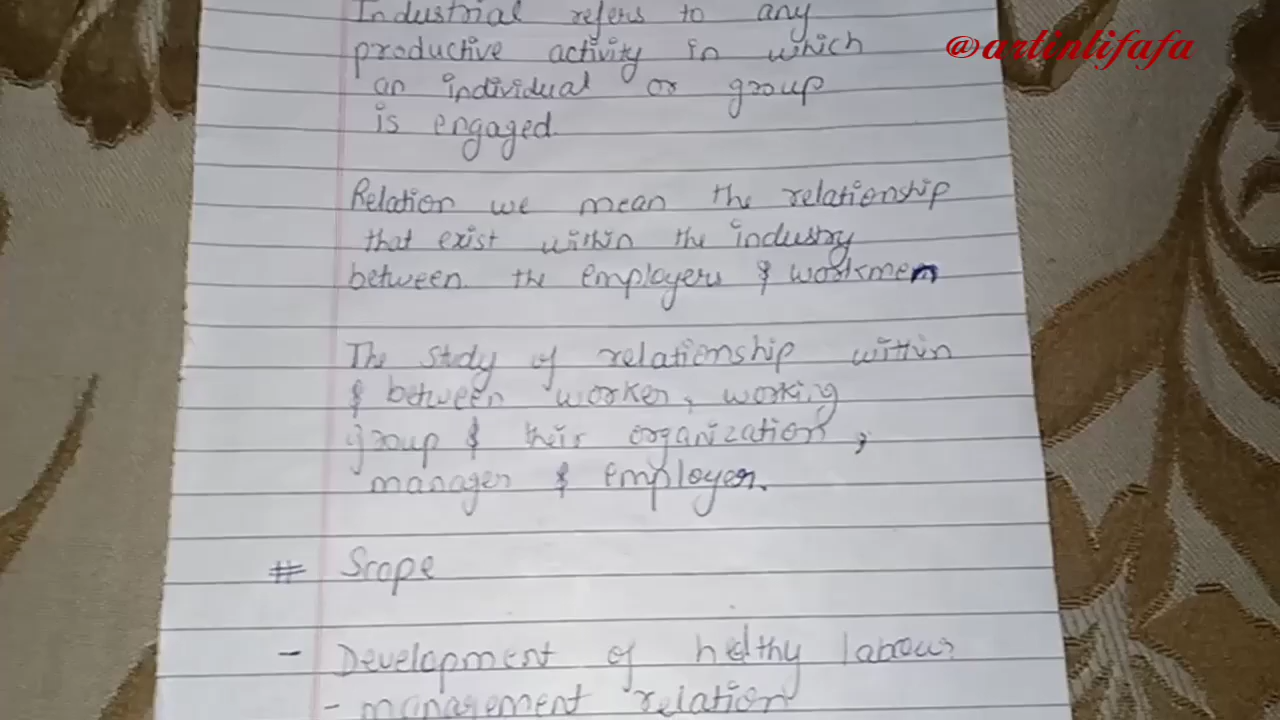 Industrial refers to any
@artinlifafa
productive activity in which
an individual or group
is engaged.
Relation we mean the relationship
that exist within the industry
between the employers & workmen
The study of relationship within
& between worker, working
group & their organization,
manager & employer.
# Scope
- Development of helthy labour
- management relation